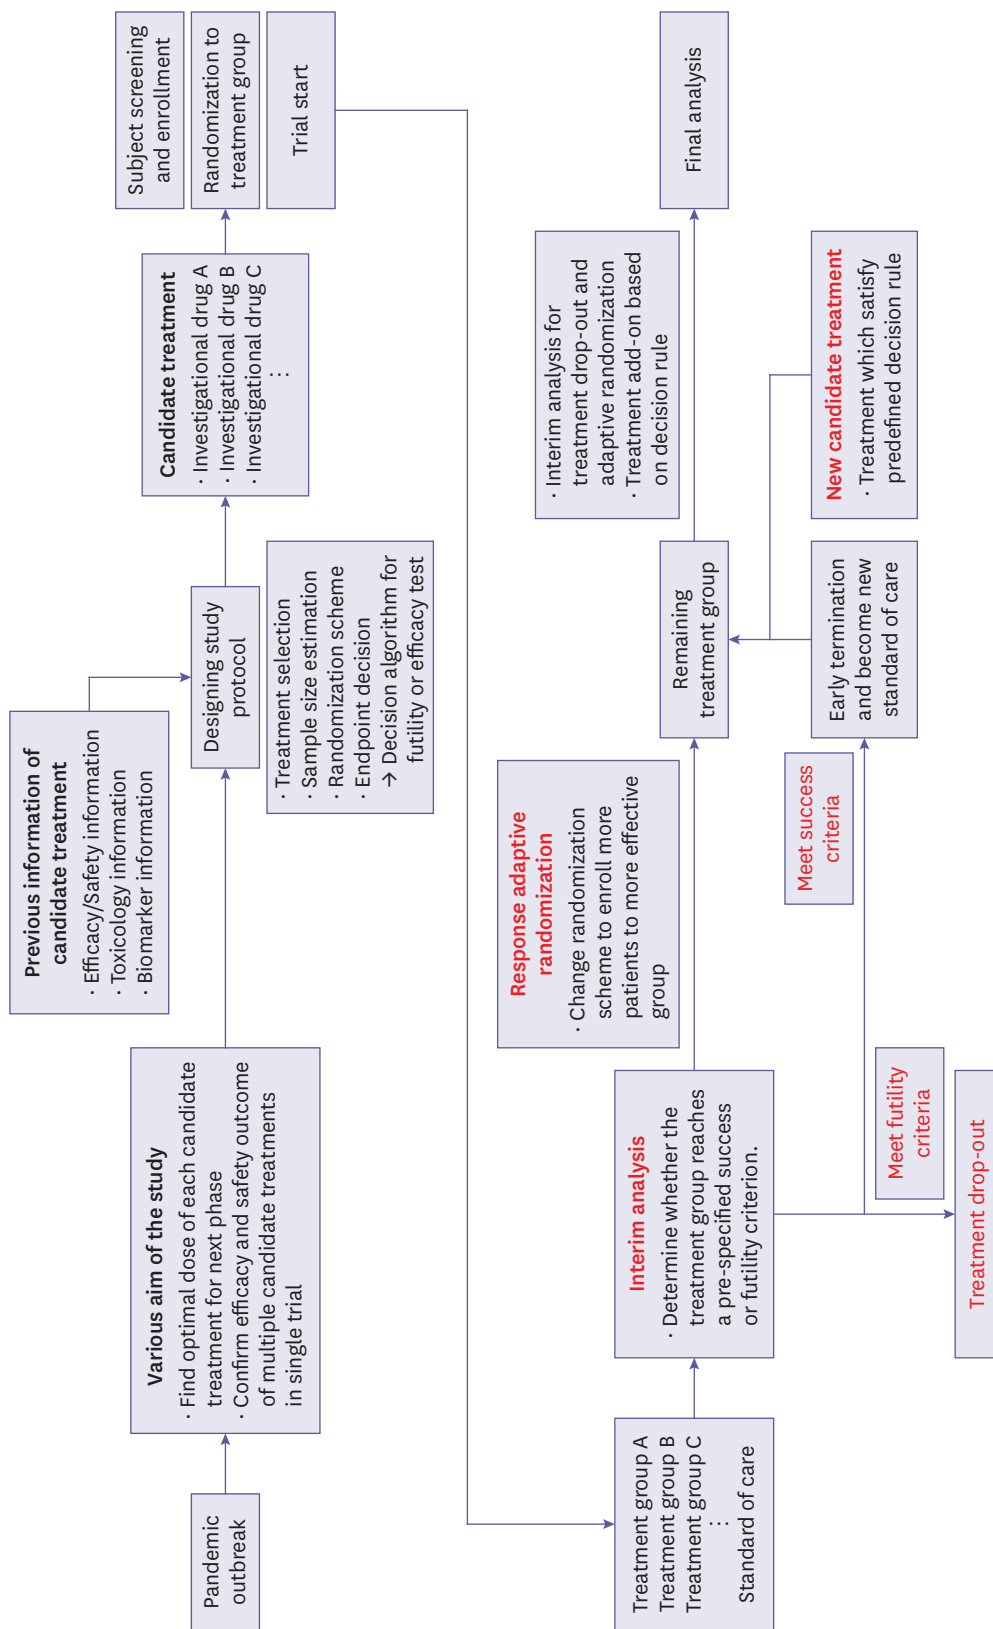 Pandemic
outbreak
Various aim of the study
· Find optimal dose of each candidate
treatment for next phase
· Confirm efficacy and safety outcome
of multiple candidate treatments
in single trial
Previous information of
candidate treatment
· Efficacy/Safety information
· Toxicology information
· Biomarker information
Designing study
protocol
· Treatment selection
· Sample size estimation
· Randomization scheme
· Endpoint decision
→ Decision algorithm for
futility or efficacy test
Candidate treatment
· Investigational drug A
· Investigational drug B
· Investigational drug C
⋮
Subject screening
and enrollment
Randomization to
treatment group
Trial start
Treatment group A
Treatment group B
Treatment group C
⋮
Standard of care
Interim analysis
· Determine whether the
treatment group reaches
a pre-specified success
or futility criterion.
Response adaptive
randomization
· Change randomization
scheme to enroll more
patients to more effective
group
Meet futility
criteria
Treatment drop-out
Meet success
criteria
Early termination
and become new
standard of care
Remaining
treatment group
New candidate treatment
· Treatment which satisfy
predefined decision rule
· Interim analysis for
treatment drop-out and
adaptive randomization
· Treatment add-on based
on decision rule
Final analysis